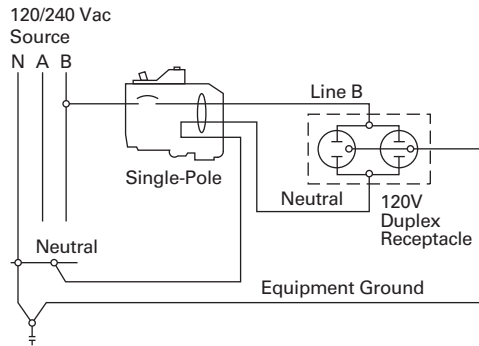 120/240 Vac
Source
N A B
Line B
Single-Pole
Neutral
120V
Duplex
Receptacle
Neutral
Equipment Ground